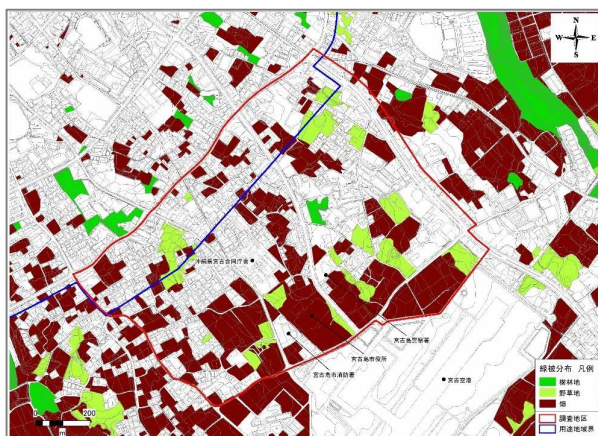 N
W E
S
沖縄県宮古合同庁舎
宮古島警察署
宮古島市役所
宮古島市消防署
宮古空港
緑被分布 凡例
樹林地
野草地
畑
調査地区
用途地域界
0 200
m